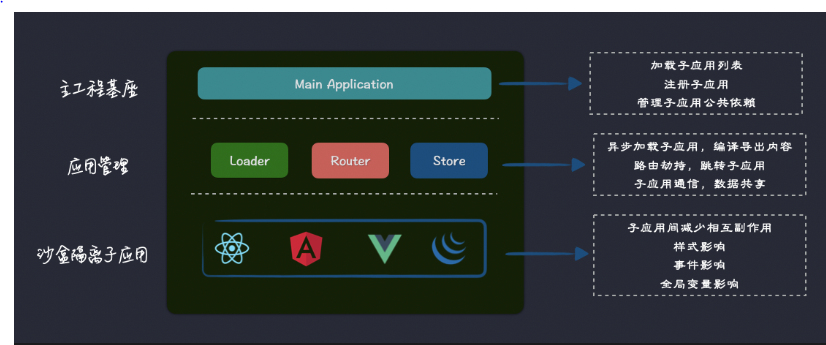 主工程基座
Main Application
加载子应用列表
注册子应用
管理子应用公共依赖
应用管理
Loader
Router
Store
异步加载子应用，编译导出内容
路由劫持，跳转子应用
子应用通信，数据共享
沙盒隔离子应用
子应用间减少相互副作用
样式影响
事件影响
全局变量影响